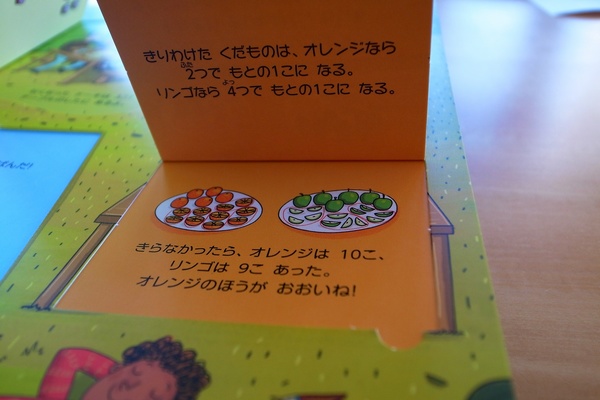 きりわけた くだものは、オレンジなら
2つで もとの1こに なる。
リンゴなら 4つで もとの1こに なる。
きらなかったら、オレンジは 10こ、
リンゴは 9こ あった。
オレンジのほうが おおいね!